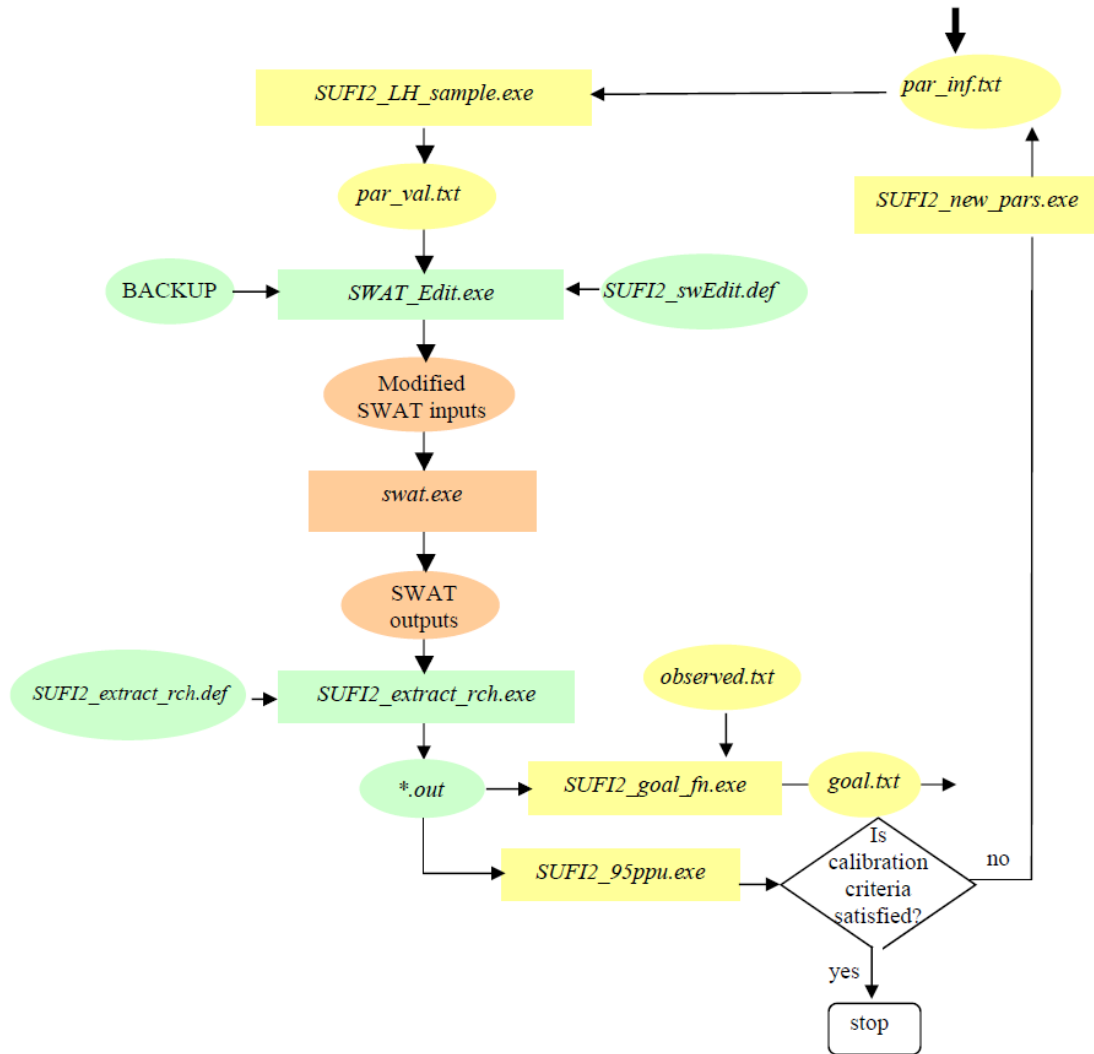 par_inf.txt
SUFI2_LH_sample.exe
par_val.txt
SUFI2_new_pars.exe
BACKUP
SWAT_Edit.exe
SUFI2_swEdit.def
Modified
SWAT inputs
swat.exe
SWAT
outputs
SUFI2_extract_rch.def
SUFI2_extract_rch.exe
observed.txt
*.out
SUFI2_goal_fn.exe
goal.txt
SUFI2_95ppu.exe
Is
calibration
criteria
satisfied?
no
yes
stop